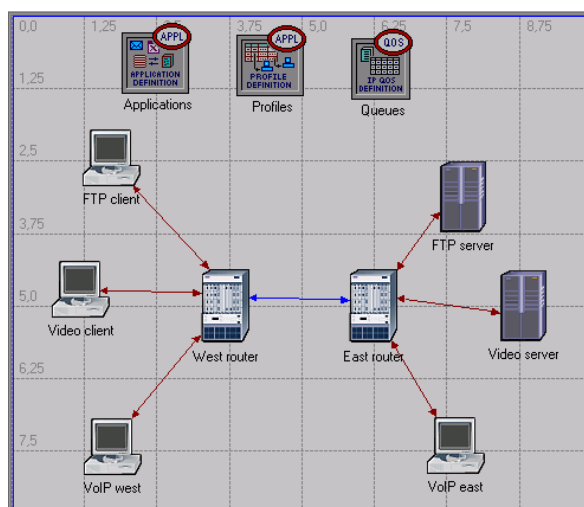 0,0 1,25 2,5 3,75 5,0 6,25 7,5 8,75
APPL APPL QOS
APPLICATION DEFINITION
PROFILE DEFINITION
IP QOS DEFINITION
1,25
Applications Profiles Queues
2,5
FTP client
3,75
FTP server
5,0
Video client
West router East router Video server
6,25
7,5
VoIP west VoIP east